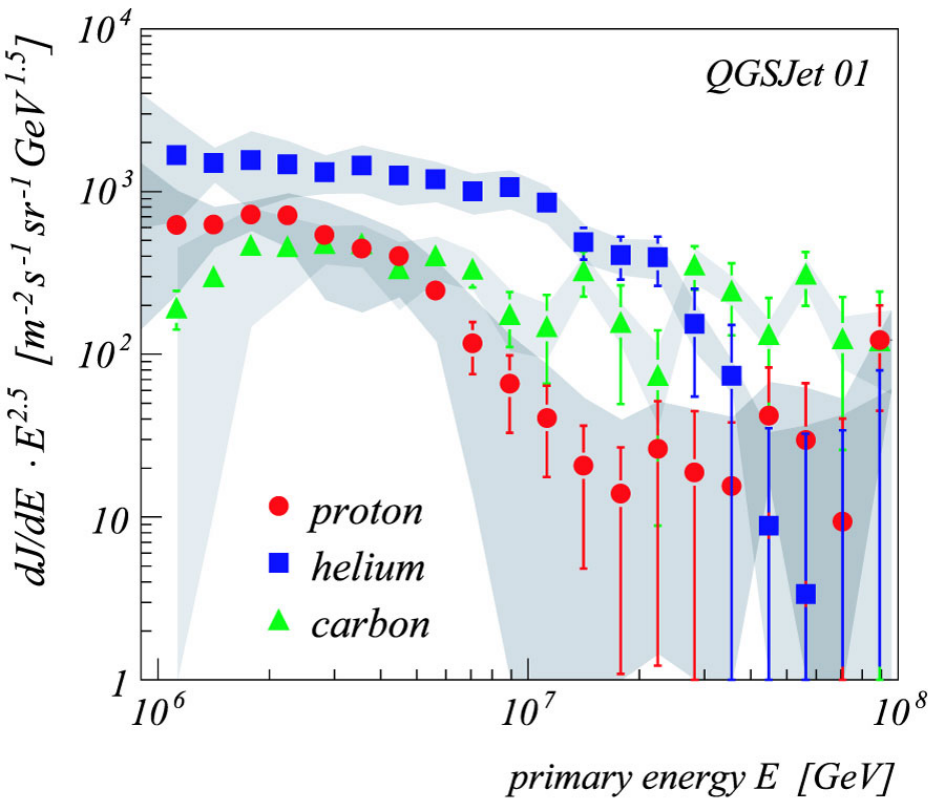 10^4
QGSJet 01
dJ/dE · E^2.5 [m^-2 s^-1 sr^-1 GeV^1.5]
10^3
10^2
10
1
proton
helium
carbon
10^6
10^7
10^8
primary energy E [GeV]